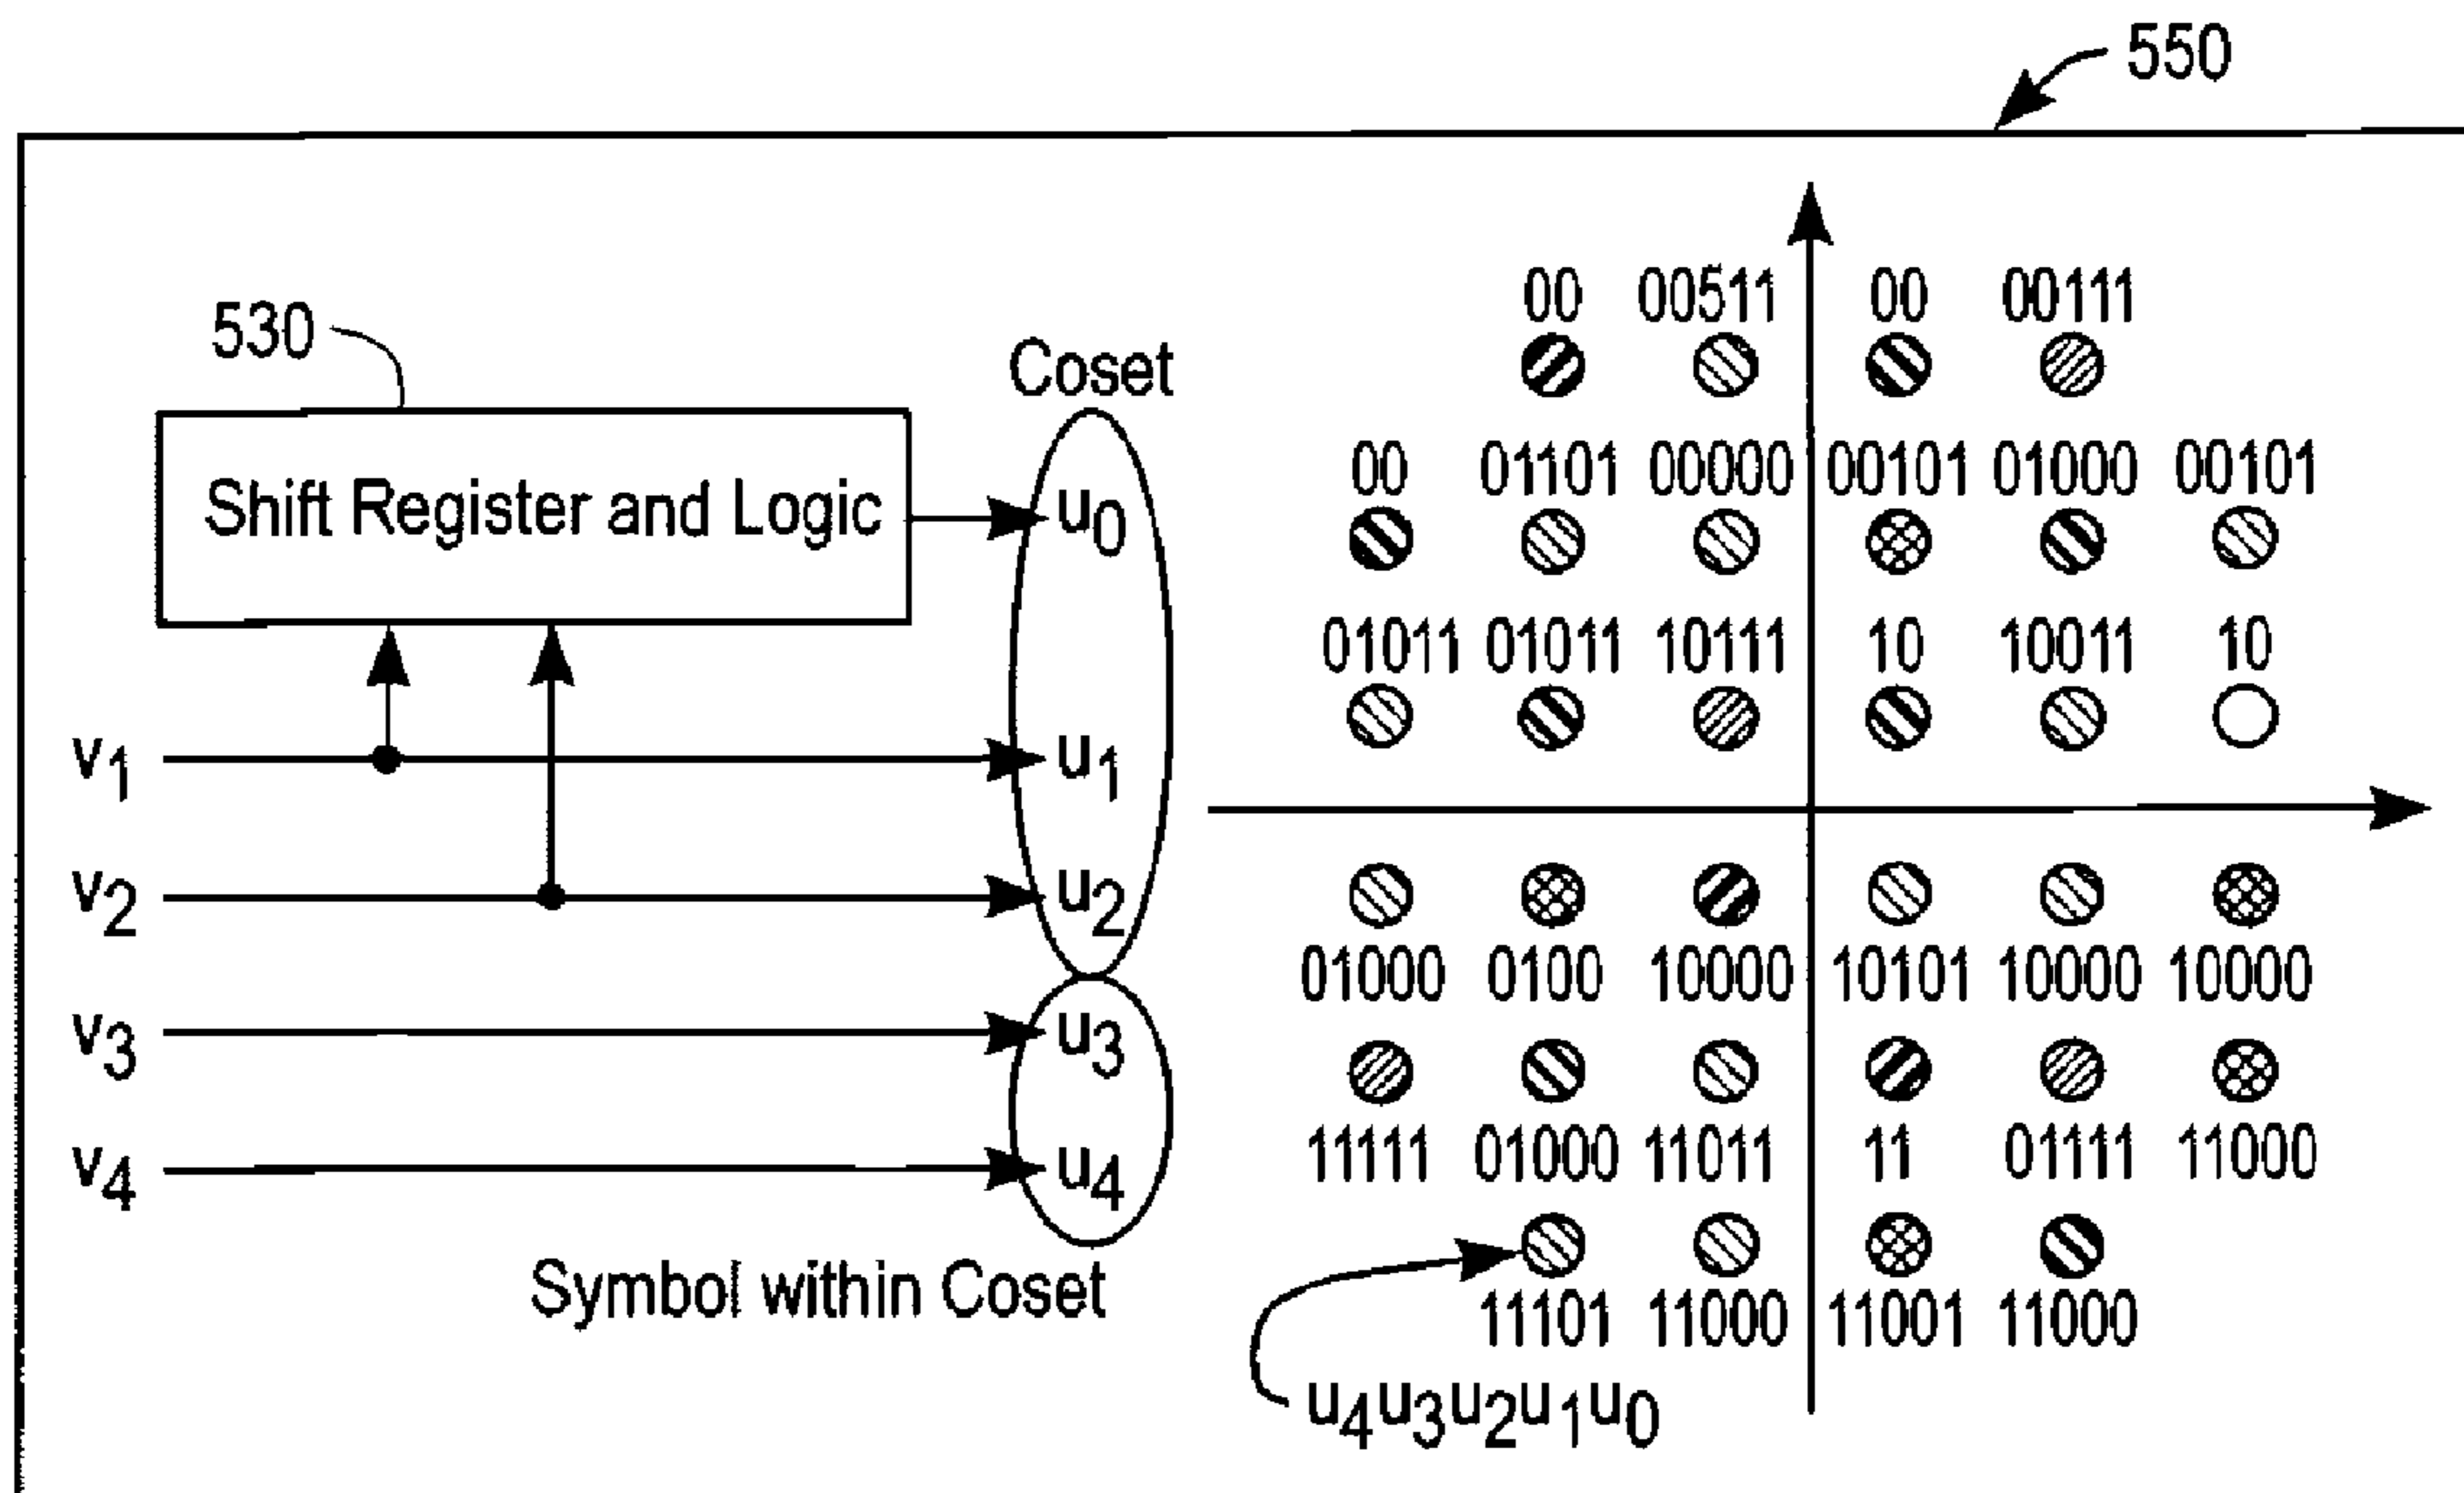 550
530
Coset
Shift Register and Logic
u0
v1
u1
v2
u2
v3
u3
v4
u4
Symbol within Coset
00 00511 00 00111
00 01101 00000 00101 01000 00101
01011 01011 10111 10 10011 10
01000 0100 10000 10101 10000 10000
11111 01000 11011 11 01111 11000
11101 11000 11001 11000
u4u3u2u1u0